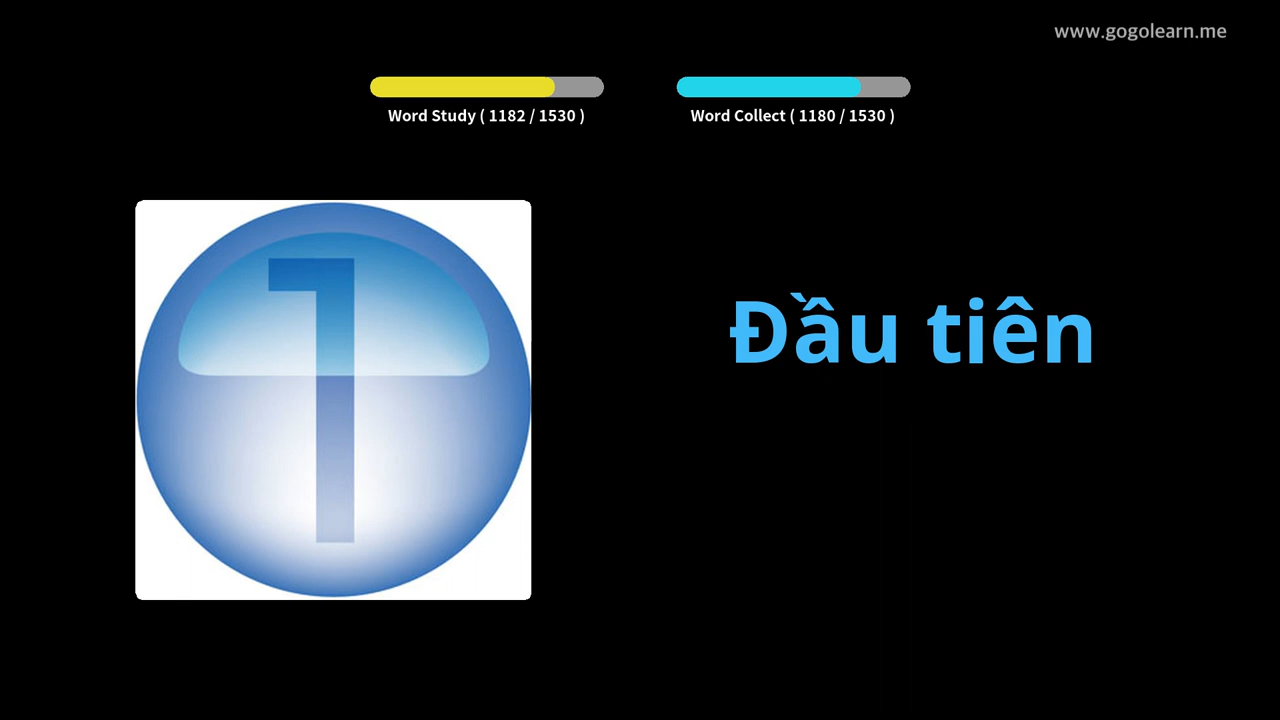 www.gogolearn.me
Word Study ( 1182 / 1530 )
Word Collect ( 1180 / 1530 )
1
Đầu tiên